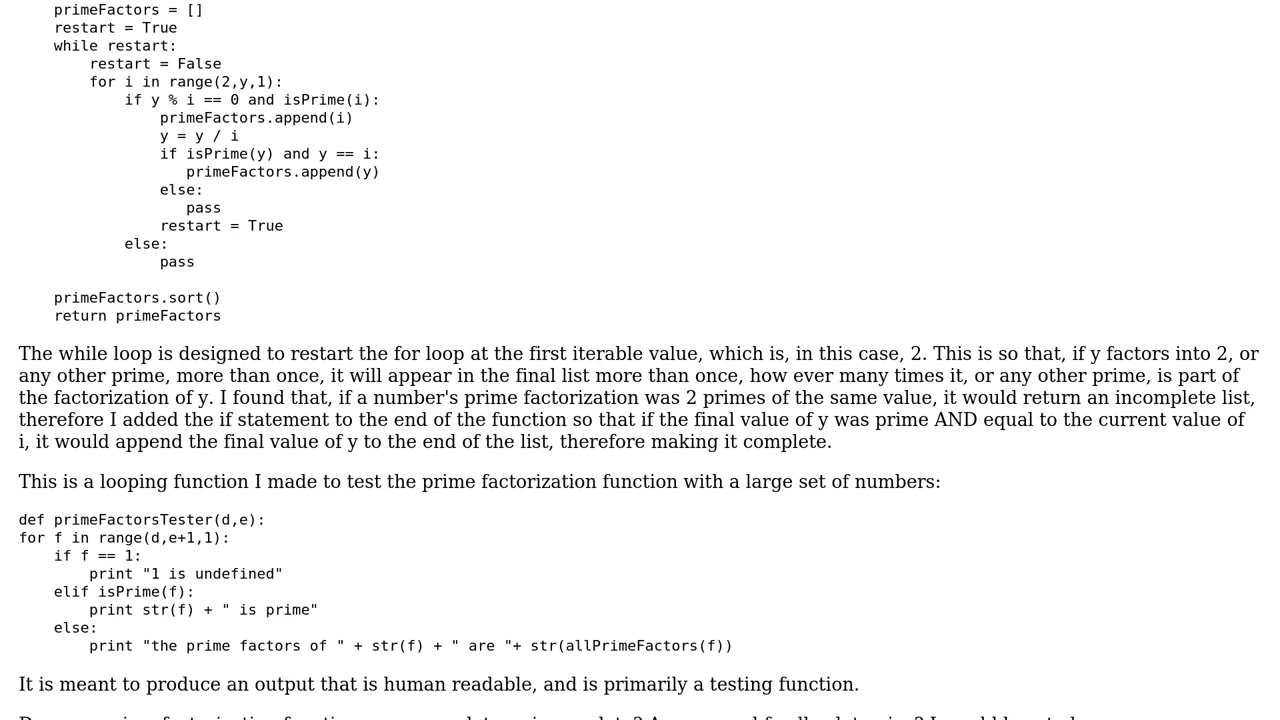 primeFactors = []
    restart = True
    while restart:
        restart = False
        for i in range(2,y,1):
            if y % i == 0 and isPrime(i):
                primeFactors.append(i)
                y = y / i
                if isPrime(y) and y == i:
                   primeFactors.append(y)
                else:
                   pass
                restart = True
            else:
                pass

    primeFactors.sort()
    return primeFactors
The while loop is designed to restart the for loop at the first iterable value, which is, in this case, 2. This is so that, if y factors into 2, or
any other prime, more than once, it will appear in the final list more than once, how ever many times it, or any other prime, is part of
the factorization of y. I found that, if a number's prime factorization was 2 primes of the same value, it would return an incomplete list,
therefore I added the if statement to the end of the function so that if the final value of y was prime AND equal to the current value of
i, it would append the final value of y to the end of the list, therefore making it complete.
This is a looping function I made to test the prime factorization function with a large set of numbers:
def primeFactorsTester(d,e):
for f in range(d,e+1,1):
    if f == 1:
        print "1 is undefined"
    elif isPrime(f):
        print str(f) + " is prime"
    else:
        print "the prime factors of " + str(f) + " are "+ str(allPrimeFactors(f))
It is meant to produce an output that is human readable, and is primarily a testing function.